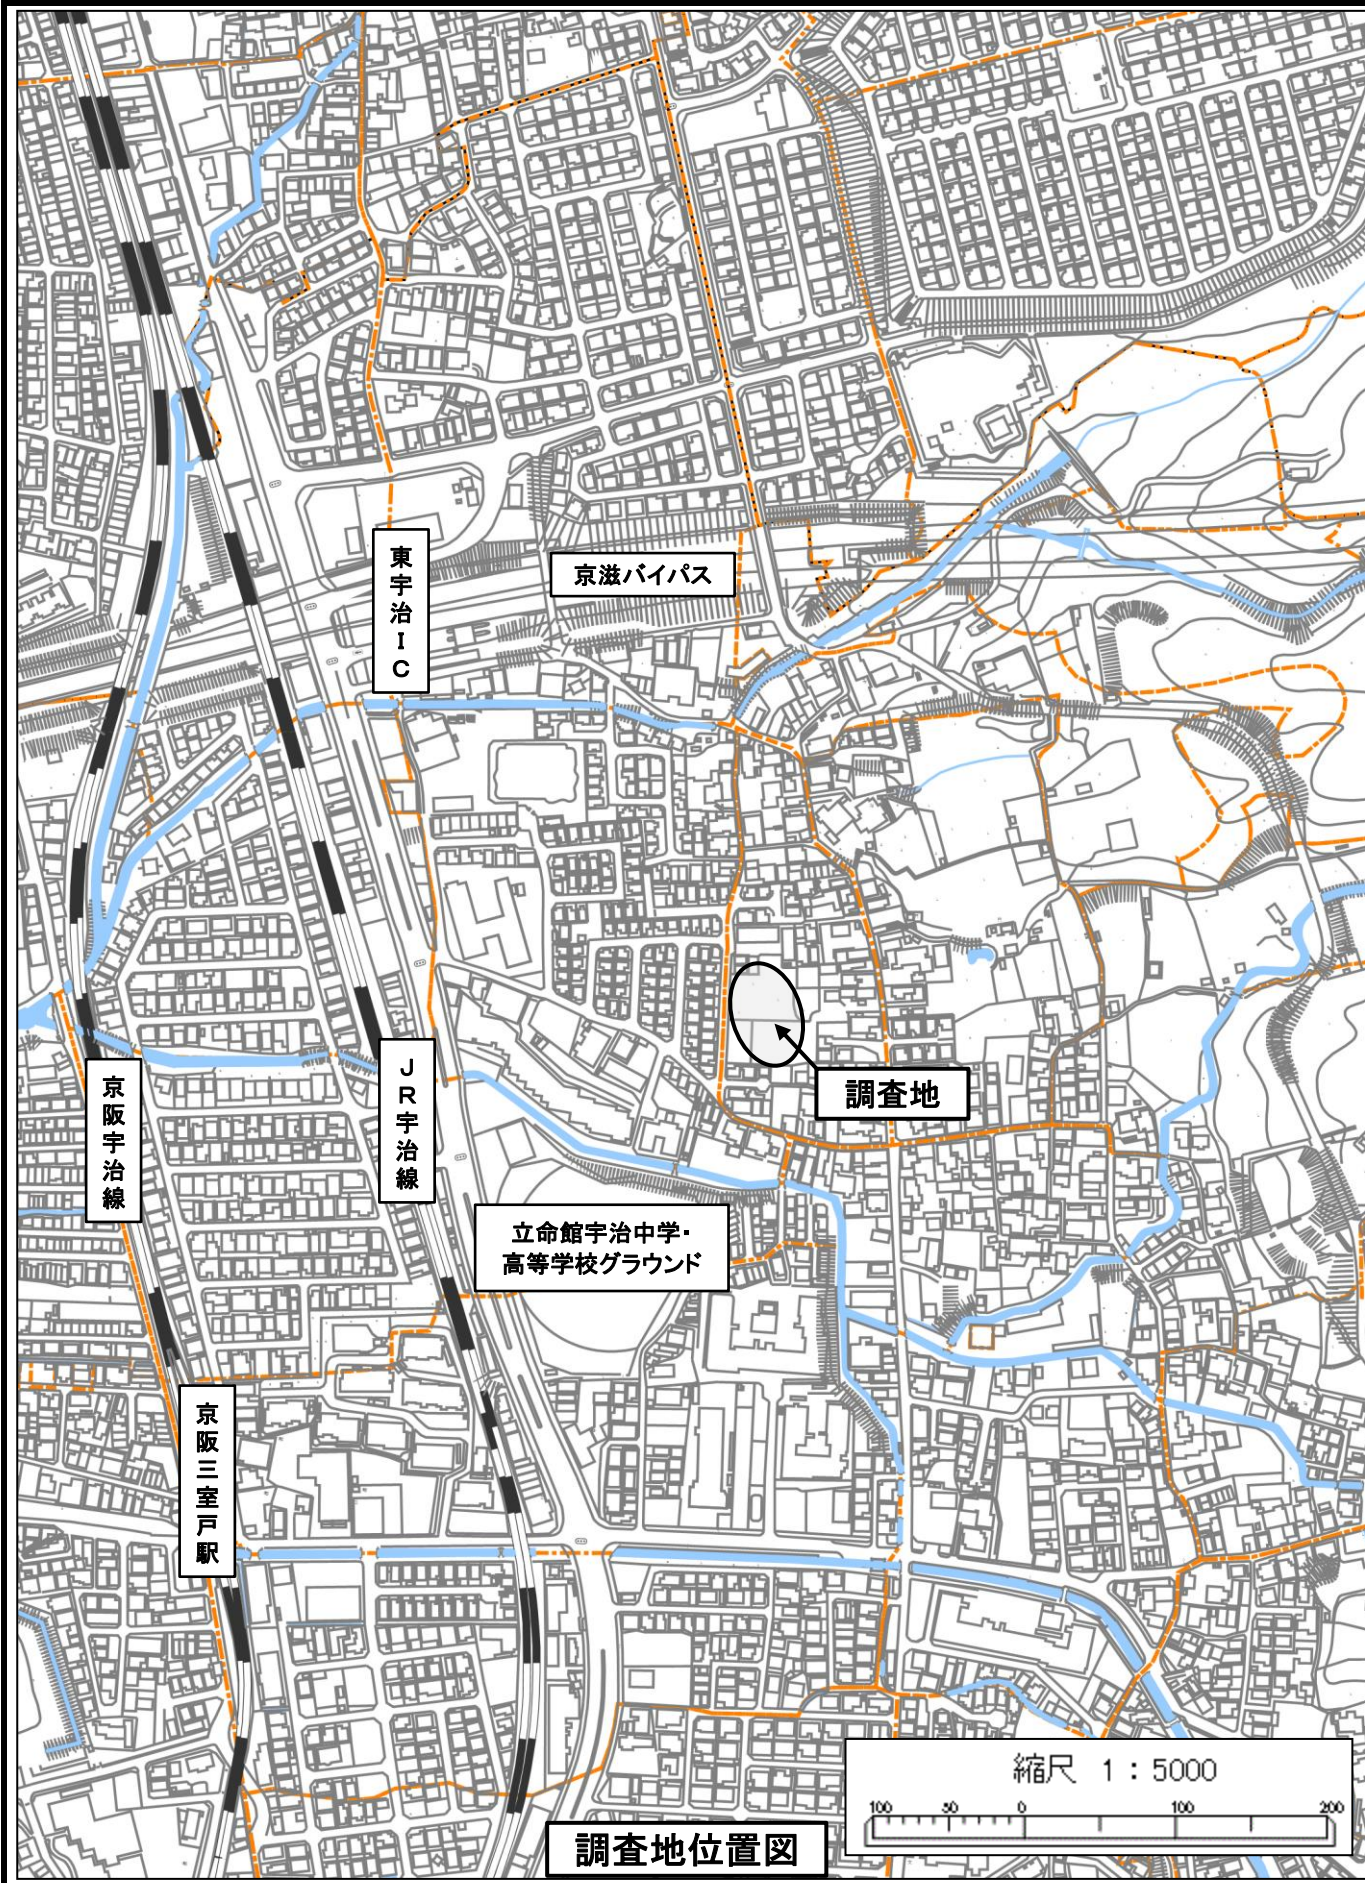 東宇治IC
京滋バイパス
調査地
JR宇治線
京阪宇治線
立命館宇治中学・
高等学校グラウンド
京阪三室戸駅
縮尺 1：5000
100 50 0 100 200
調査地位置図